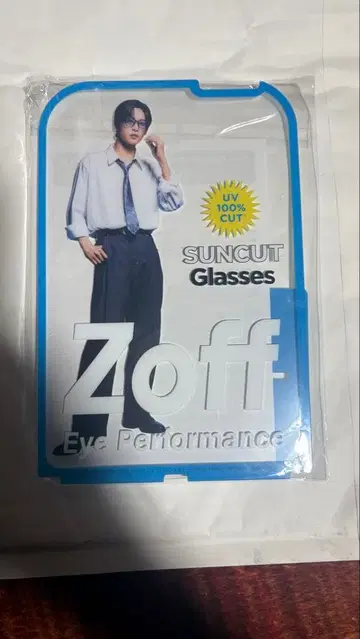 UV
100%
CUT
SUNCUT
Glasses
Zoff
Eye Performance